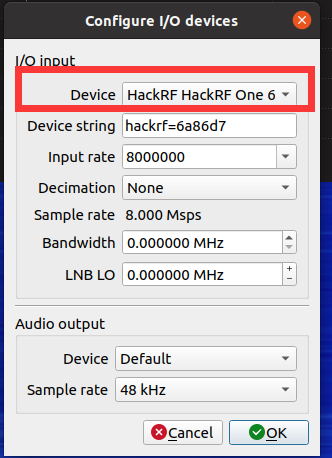 Configure I/O devices
I/O input
Device HackRF HackRF One 6
Device string hackrf=6a86d7
Input rate 8000000
Decimation None
Sample rate 8.000 Msps
Bandwidth 0.000000 MHz
LNB LO 0.000000 MHz
Audio output
Device Default
Sample rate 48 kHz
Cancel OK